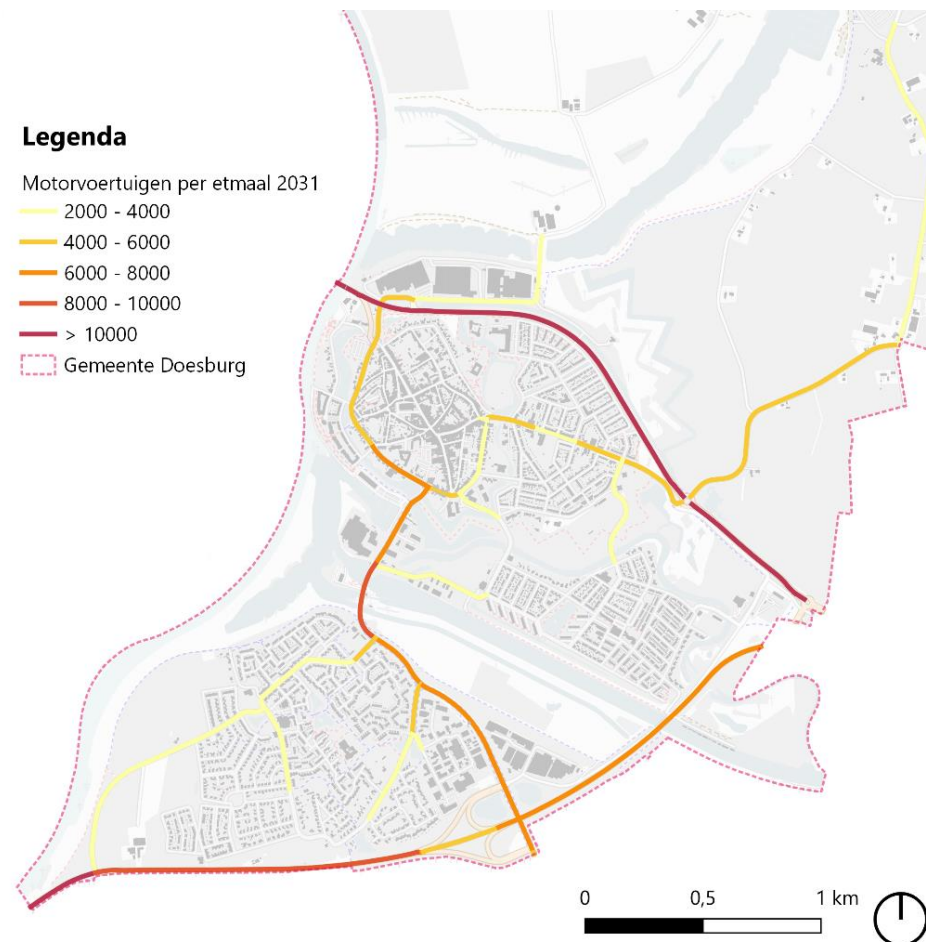 Legenda
Motorvoertuigen per etmaal 2031
2000 - 4000
4000 - 6000
6000 - 8000
8000 - 10000
> 10000
Gemeente Doesburg
0 0,5 1 km